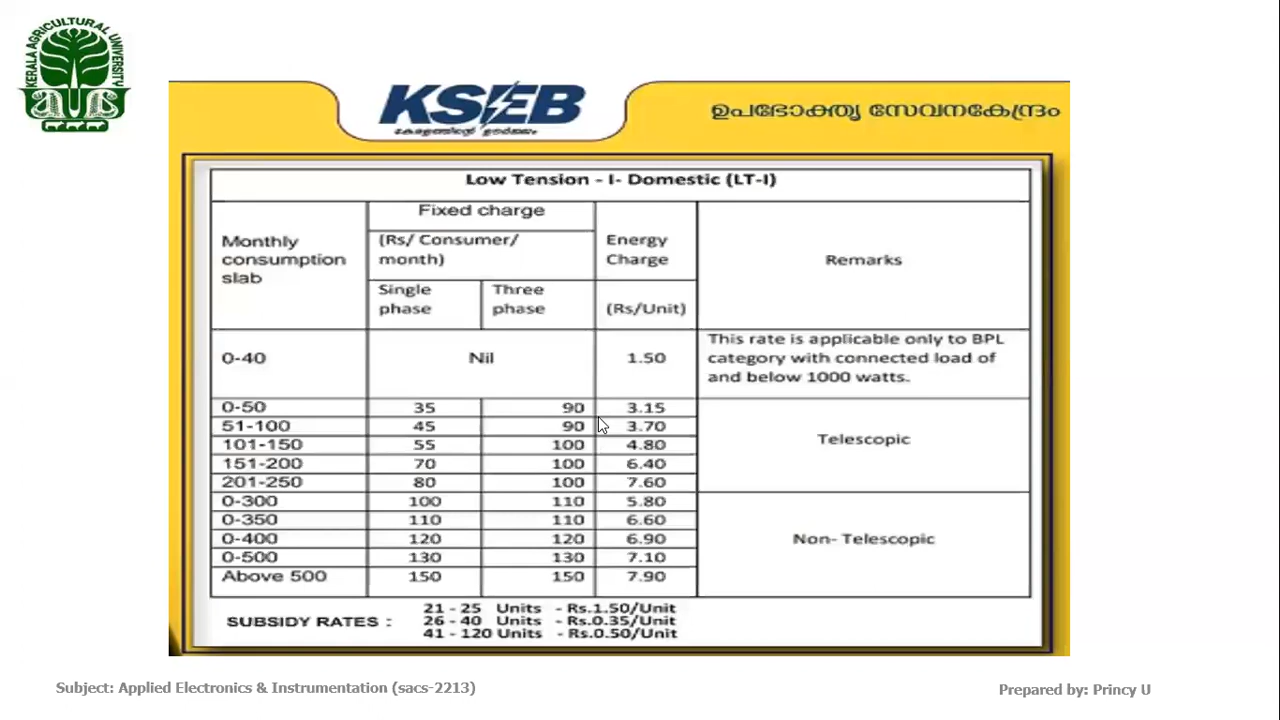 KERALA AGRICULTURAL UNIVERSITY
KSEB
കേരളത്തിന്റെ ഊർജ്ജം
ഉപഭോക്തൃ സേവനകേന്ദ്രം
Low Tension - I- Domestic (LT-I)
Monthly consumption slab
Fixed charge
(Rs/ Consumer/ month)
Single phase
Three phase
Energy Charge
(Rs/Unit)
Remarks
0-40 Nil 1.50
This rate is applicable only to BPL
category with connected load of
and below 1000 watts.
0-50 35 90 3.15
51-100 45 90 3.70
101-150 55 100 4.80
151-200 70 100 6.40
201-250 80 100 7.60
Telescopic
0-300 100 110 5.80
0-350 110 110 6.60
0-400 120 120 6.90
0-500 130 130 7.10
Above 500 150 150 7.90
Non- Telescopic
SUBSIDY RATES :
21 - 25 Units - Rs.1.50/Unit
26 - 40 Units - Rs.0.35/Unit
41 - 120 Units - Rs.0.50/Unit
Subject: Applied Electronics & Instrumentation (sacs-2213)
Prepared by: Princy U